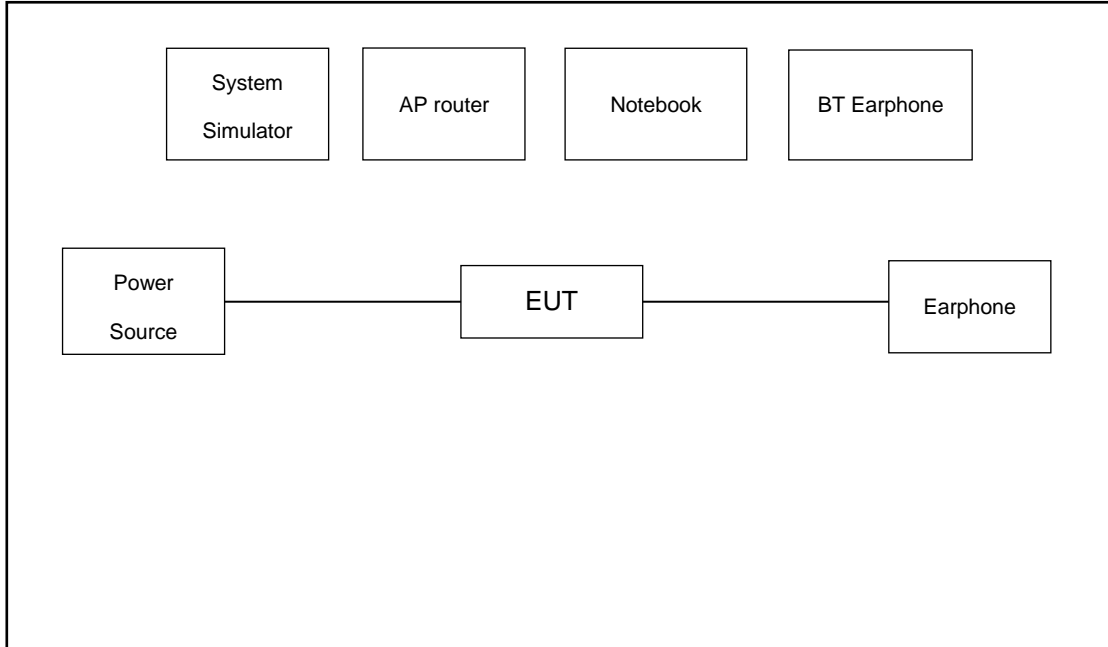 System
Simulator
AP router
Notebook
BT Earphone
Power
Source
EUT
Earphone